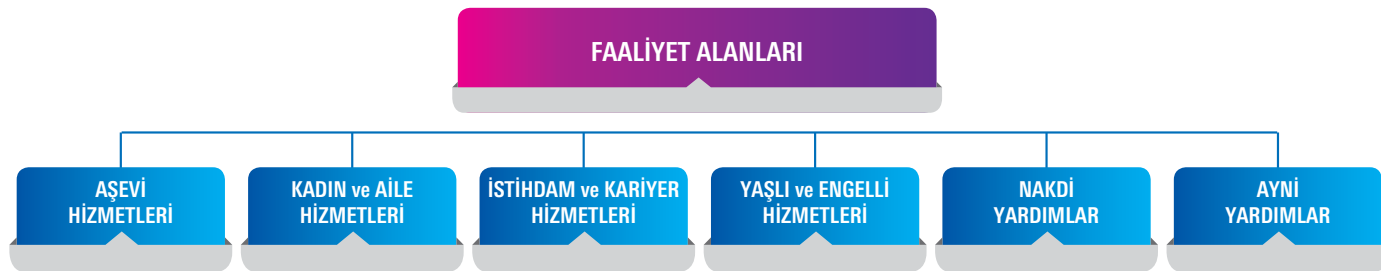 FAALİYET ALANLARI
AŞEVİ
HİZMETLERİ
KADIN ve AİLE
HİZMETLERİ
İSTİHDAM ve KARİYER
HİZMETLERİ
YAŞLI ve ENGELLİ
HİZMETLERİ
NAKDİ
YARDIMLAR
AYNİ
YARDIMLAR